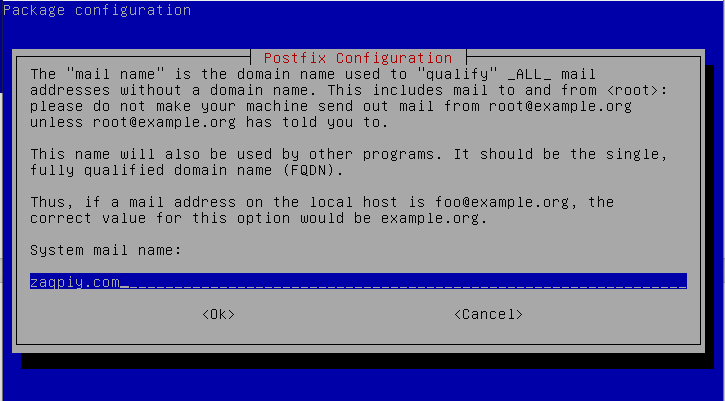 Package configuration
Postfix Configuration
The "mail name" is the domain name used to "qualify" _ALL_ mail
addresses without a domain name. This includes mail to and from <root>:
please do not make your machine send out mail from root@example.org
unless root@example.org has told you to.
This name will also be used by other programs. It should be the single,
fully qualified domain name (FQDN).
Thus, if a mail address on the local host is foo@example.org, the
correct value for this option would be example.org.
System mail name:
zaqpiy.com
<Ok> <Cancel>